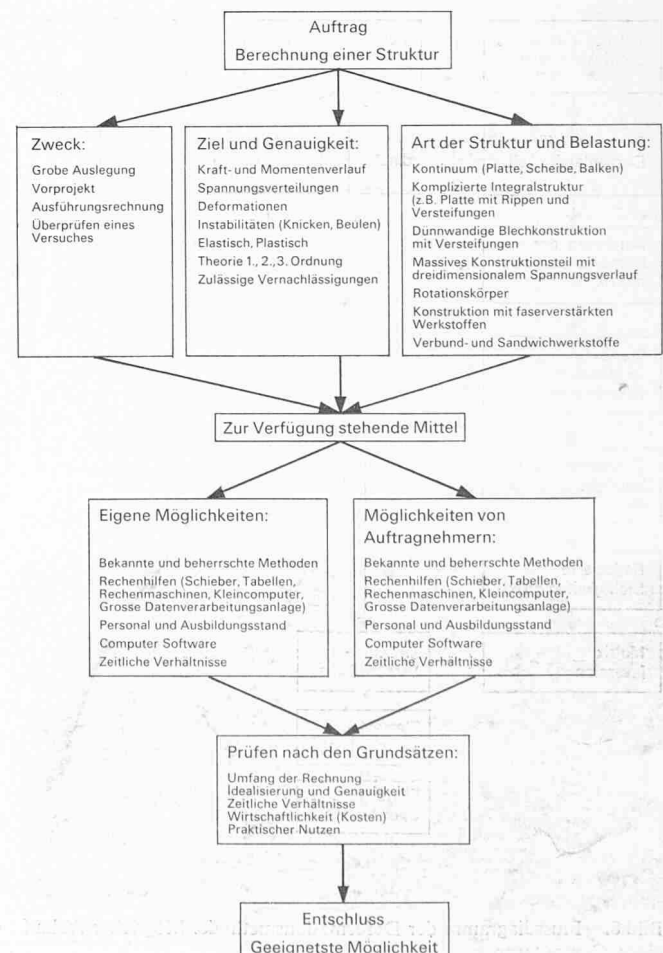 Auftrag
Berechnung einer Struktur
Zweck:
Grobe Auslegung
Vorprojekt
Ausführungsrechnung
Überprüfen eines
Versuches
Ziel und Genauigkeit:
Kraft- und Momentenverlauf
Spannungsverteilungen
Deformationen
Instabilitäten (Knicken, Beulen)
Elastisch, Plastisch
Theorie 1., 2.,3. Ordnung
Zulässige Vernachlässigungen
Art der Struktur und Belastung:
Kontinuum (Platte, Scheibe, Balken)
Komplizierte Integralstruktur
(z.B. Platte mit Rippen und
Versteifungen
Dünnwandige Blechkonstruktion
mit Versteifungen
Massives Konstruktionsteil mit
dreidimensionalem Spannungsverlauf
Rotationskörper
Konstruktion mit faserverstärkten
Werkstoffen
Verbund- und Sandwichwerkstoffe
Zur Verfügung stehende Mittel
Eigene Möglichkeiten:
Bekannte und beherrschte Methoden
Rechenhilfen (Schieber, Tabellen,
Rechenmaschinen, Kleincomputer,
Grosse Datenverarbeitungsanlage)
Personal und Ausbildungsstand
Computer Software
Zeitliche Verhältnisse
Möglichkeiten von
Auftragnehmern:
Bekannte und beherrschte Methoden
Rechenhilfen (Schieber, Tabellen,
Rechenmaschinen, Kleincomputer,
Grosse Datenverarbeitungsanlage)
Personal und Ausbildungsstand
Computer Software
Zeitliche Verhältnisse
Prüfen nach den Grundsätzen:
Umfang der Rechnung
Idealisierung und Genauigkeit
Zeitliche Verhältnisse
Wirtschaftlichkeit (Kosten)
Praktischer Nutzen
Entschluss
Geeignetste Möglichkeit